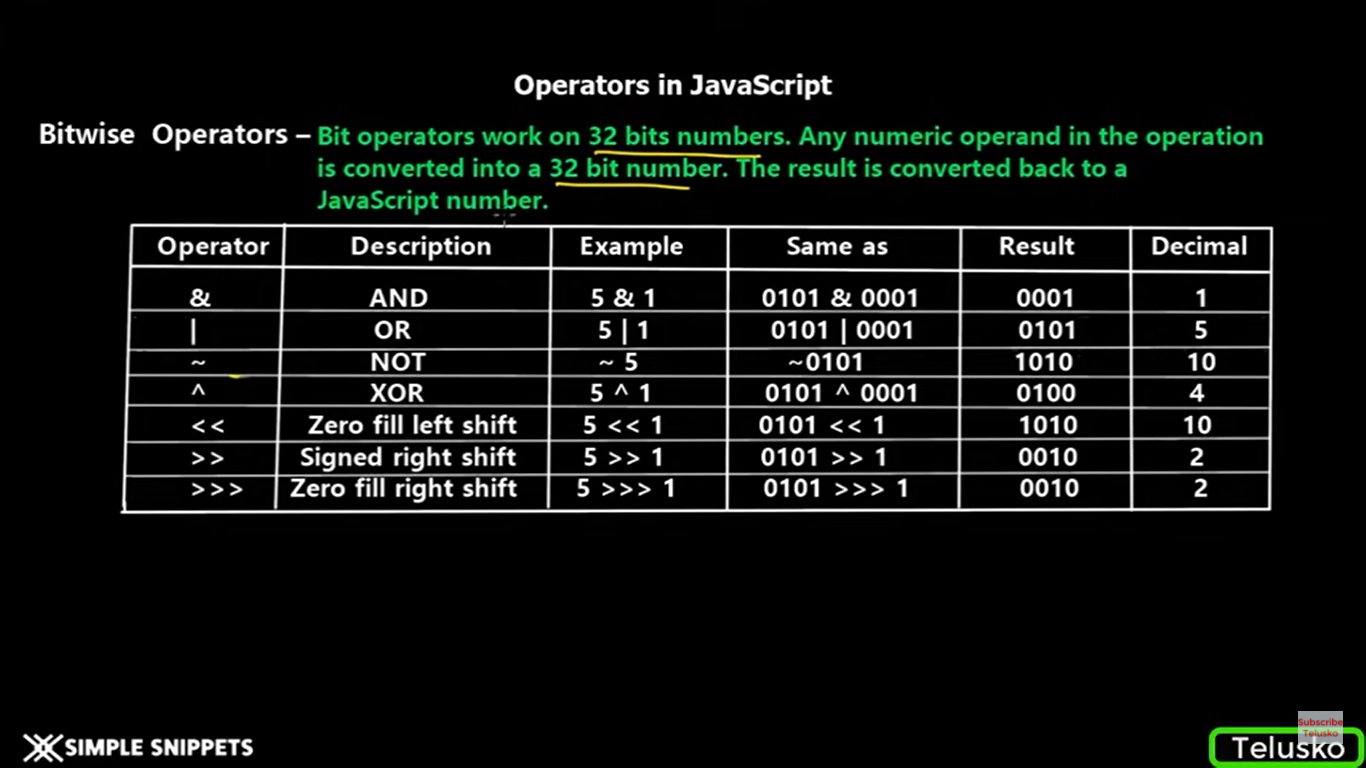 Operators in JavaScript
Bitwise Operators – Bit operators work on 32 bits numbers. Any numeric operand in the operation
is converted into a 32 bit number. The result is converted back to a
JavaScript number.
Operator Description Example Same as Result Decimal
& AND 5 & 1 0101 & 0001 0001 1
| OR 5 | 1 0101 | 0001 0101 5
~ NOT ~ 5 ~0101 1010 10
^ XOR 5 ^ 1 0101 ^ 0001 0100 4
<< Zero fill left shift 5 << 1 0101 << 1 1010 10
>> Signed right shift 5 >> 1 0101 >> 1 0010 2
>>> Zero fill right shift 5 >>> 1 0101 >>> 1 0010 2
SIMPLE SNIPPETS
Subscribe
Telusko
Telusko